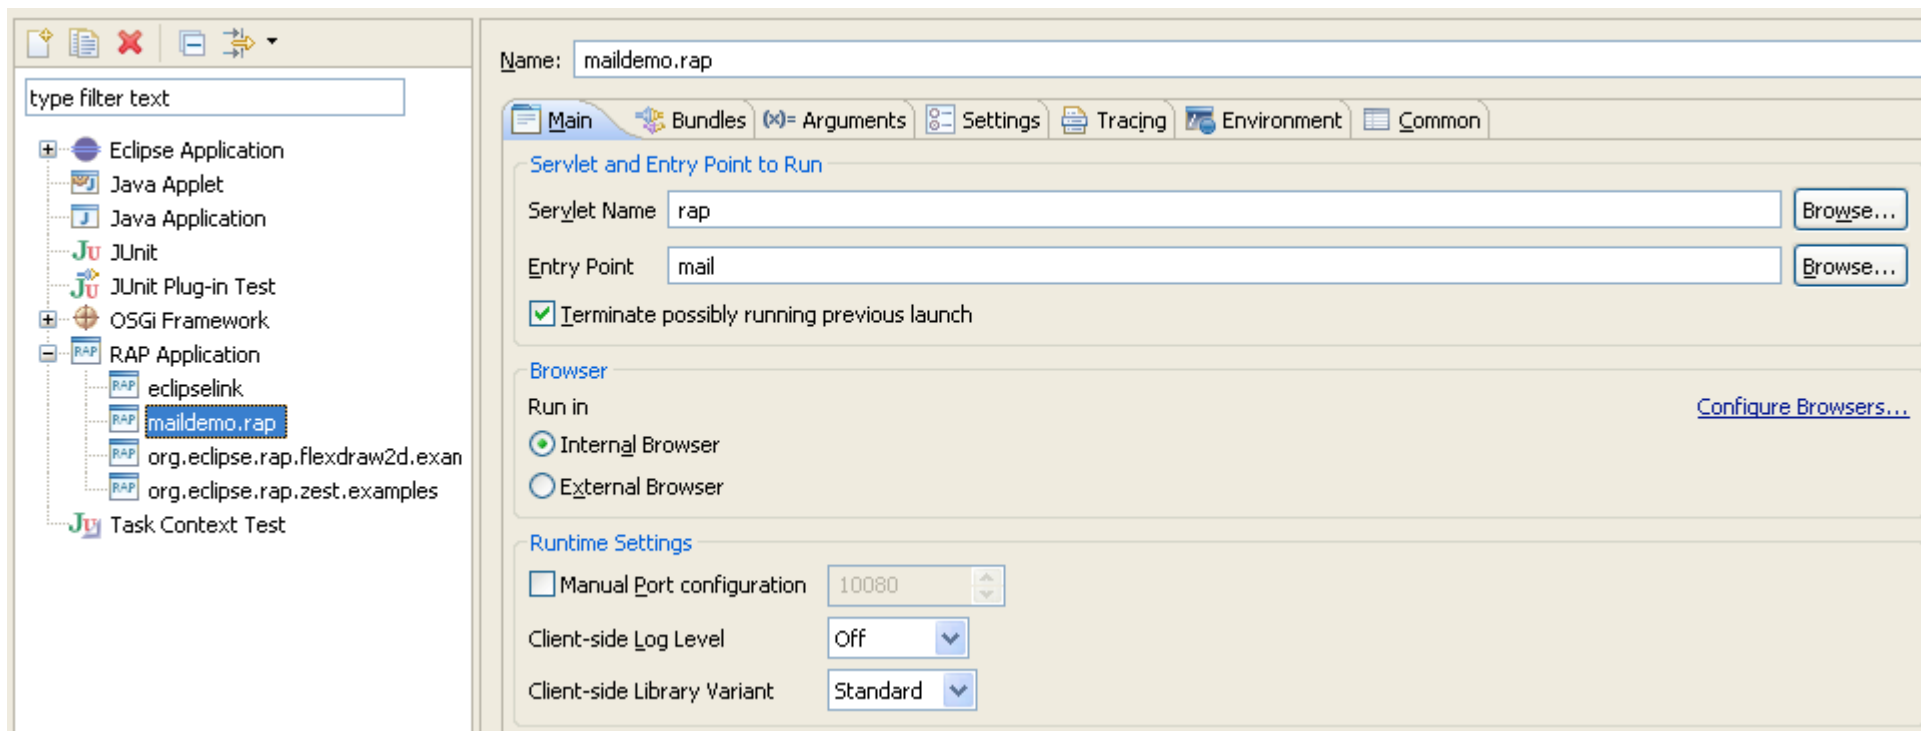 type filter text
Eclipse Application
Java Applet
Java Application
JUnit
JUnit Plug-in Test
OSGi Framework
RAP Application
eclipselink
maildemo.rap
org.eclipse.rap.flexdraw2d.exan
org.eclipse.rap.zest.examples
Task Context Test
Name: maildemo.rap
Main Bundles (x)= Arguments Settings Tracing Environment Common
Servlet and Entry Point to Run
Servlet Name rap Browse...
Entry Point mail Browse...
Terminate possibly running previous launch
Browser
Run in Configure Browsers...
Internal Browser
External Browser
Runtime Settings
Manual Port configuration 10080
Client-side Log Level Off
Client-side Library Variant Standard